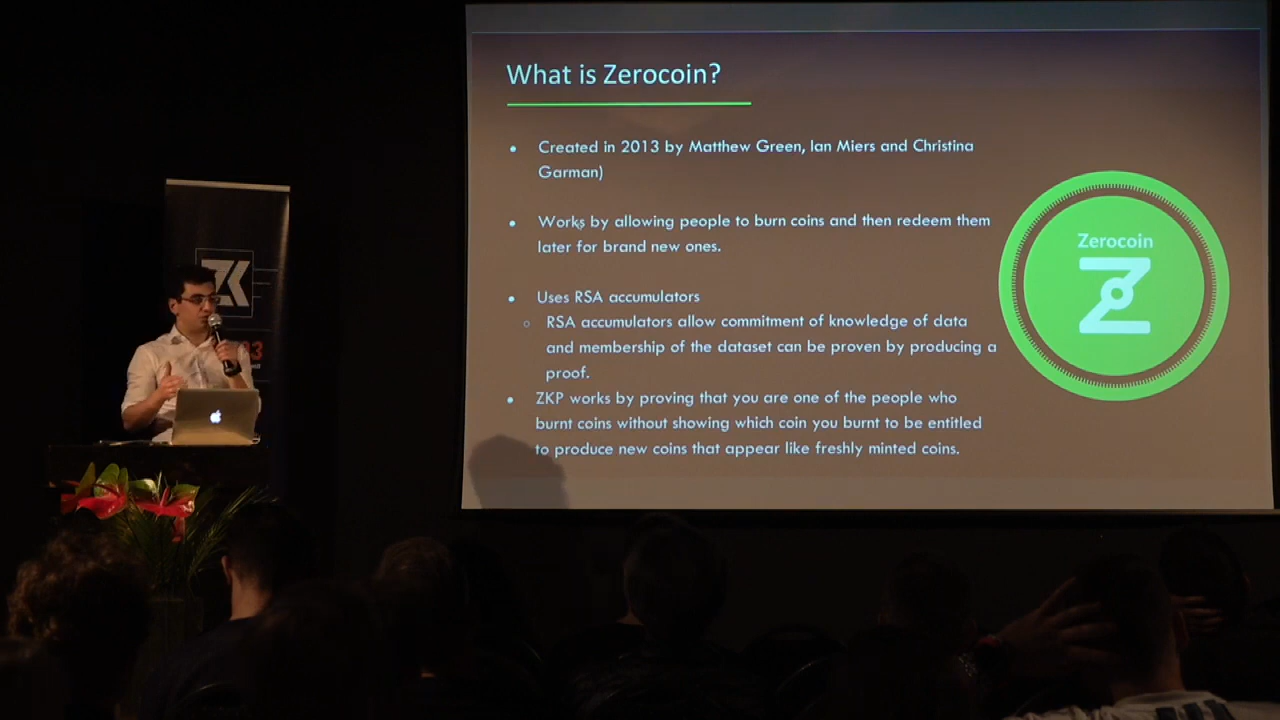 What is Zerocoin?
• Created in 2013 by Matthew Green, Ian Miers and Christina
Garman)
• Works by allowing people to burn coins and then redeem them
later for brand new ones.
• Uses RSA accumulators
○ RSA accumulators allow commitment of knowledge of data
and membership of the dataset can be proven by producing a
proof.
• ZKP works by proving that you are one of the people who
burnt coins without showing which coin you burnt to be entitled
to produce new coins that appear like freshly minted coins.
Zerocoin
ZK